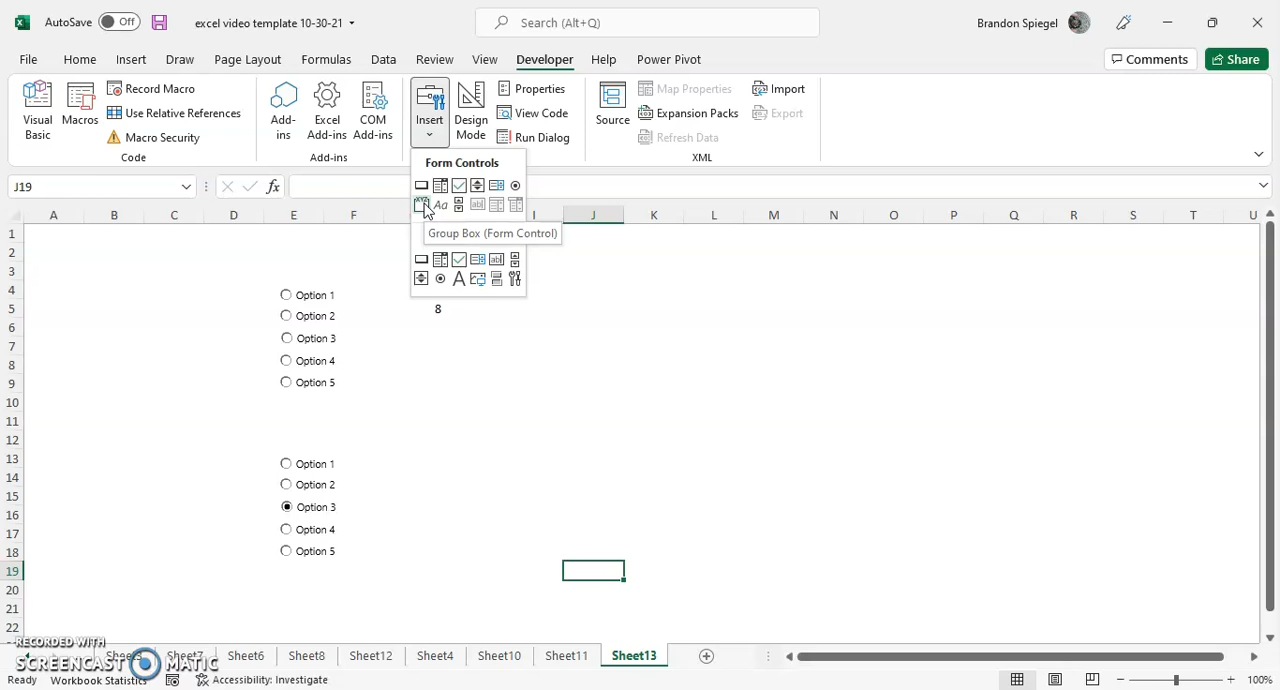 AutoSave Off excel video template 10-30-21 Search (Alt+Q) Brandon Spiegel
File Home Insert Draw Page Layout Formulas Data Review View Developer Help Power Pivot Comments Share
Visual Basic Macros Record Macro Use Relative References Macro Security Code
Add-ins Excel Add-ins COM Add-ins Add-ins
Insert Design Mode Properties View Code Run Dialog
Source Map Properties Expansion Packs Refresh Data Import Export XML
Form Controls
XYZ Aa ab
Group Box (Form Control)
ab
A
J19 fx
A B C D E F I J K L M N O P Q R S T U
1
2
3
4 Option 1
5 Option 2 8
6
7 Option 3
8 Option 4
9 Option 5
10
11
12
13 Option 1
14 Option 2
15
16 Option 3
17 Option 4
18 Option 5
19
20
21
22
RECORDED WITH
SCREENCAST MATIC
Sheet7 Sheet6 Sheet8 Sheet12 Sheet4 Sheet10 Sheet11 Sheet13
Ready Workbook Statistics Accessibility: Investigate 100%